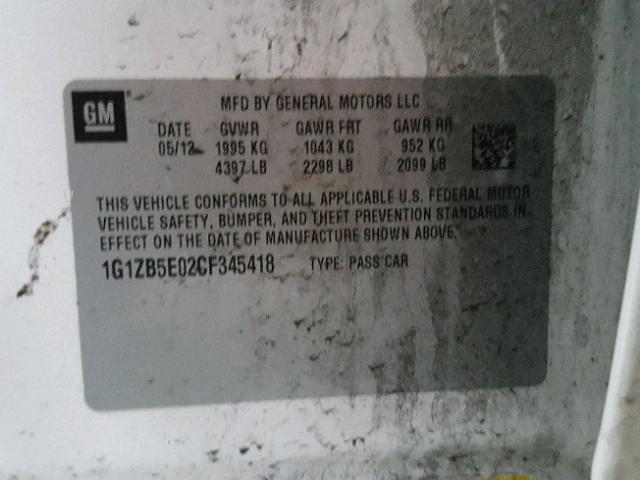 GM
MFD BY GENERAL MOTORS LLC
DATE GVWR GAWR FRT GAWR RR
05/12 1995 KG 1043 KG 952 KG
4397 LB 2298 LB 2099 LB
THIS VEHICLE CONFORMS TO ALL APPLICABLE U.S. FEDERAL MOTOR
VEHICLE SAFETY, BUMPER, AND THEFT PREVENTION STANDARDS IN
EFFECT ON THE DATE OF MANUFACTURE SHOWN ABOVE.
1G1ZB5E02CF345418 TYPE: PASS CAR